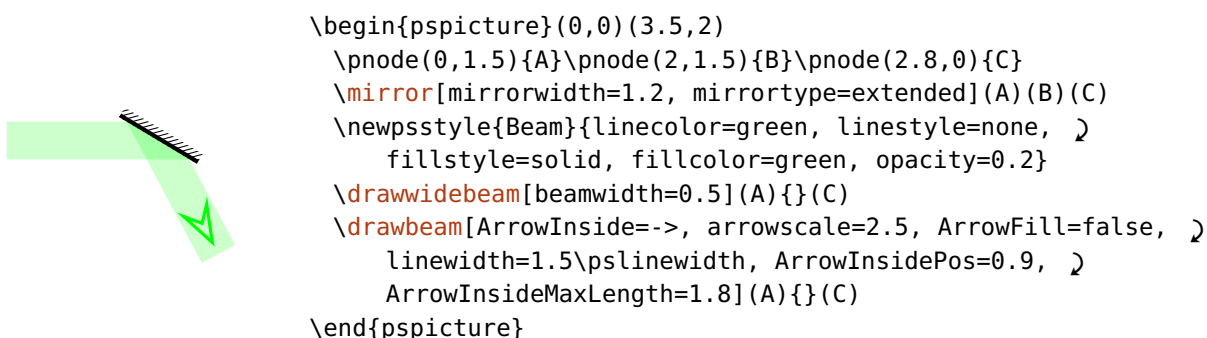 \begin{pspicture}(0,0)(3.5,2)
\pnode(0,1.5){A}\pnode(2,1.5){B}\pnode(2.8,0){C}
\mirror[mirrorwidth=1.2, mirrortype=extended](A)(B)(C)
\newpsstyle{Beam}{linecolor=green, linestyle=none,
fillstyle=solid, fillcolor=green, opacity=0.2}
\drawwidebeam[beamwidth=0.5](A){}(C)
\drawbeam[ArrowInside=->, arrowscale=2.5, ArrowFill=false,
linewidth=1.5\pslinewidth, ArrowInsidePos=0.9,
ArrowInsideMaxLength=1.8](A){}(C)
\end{pspicture}